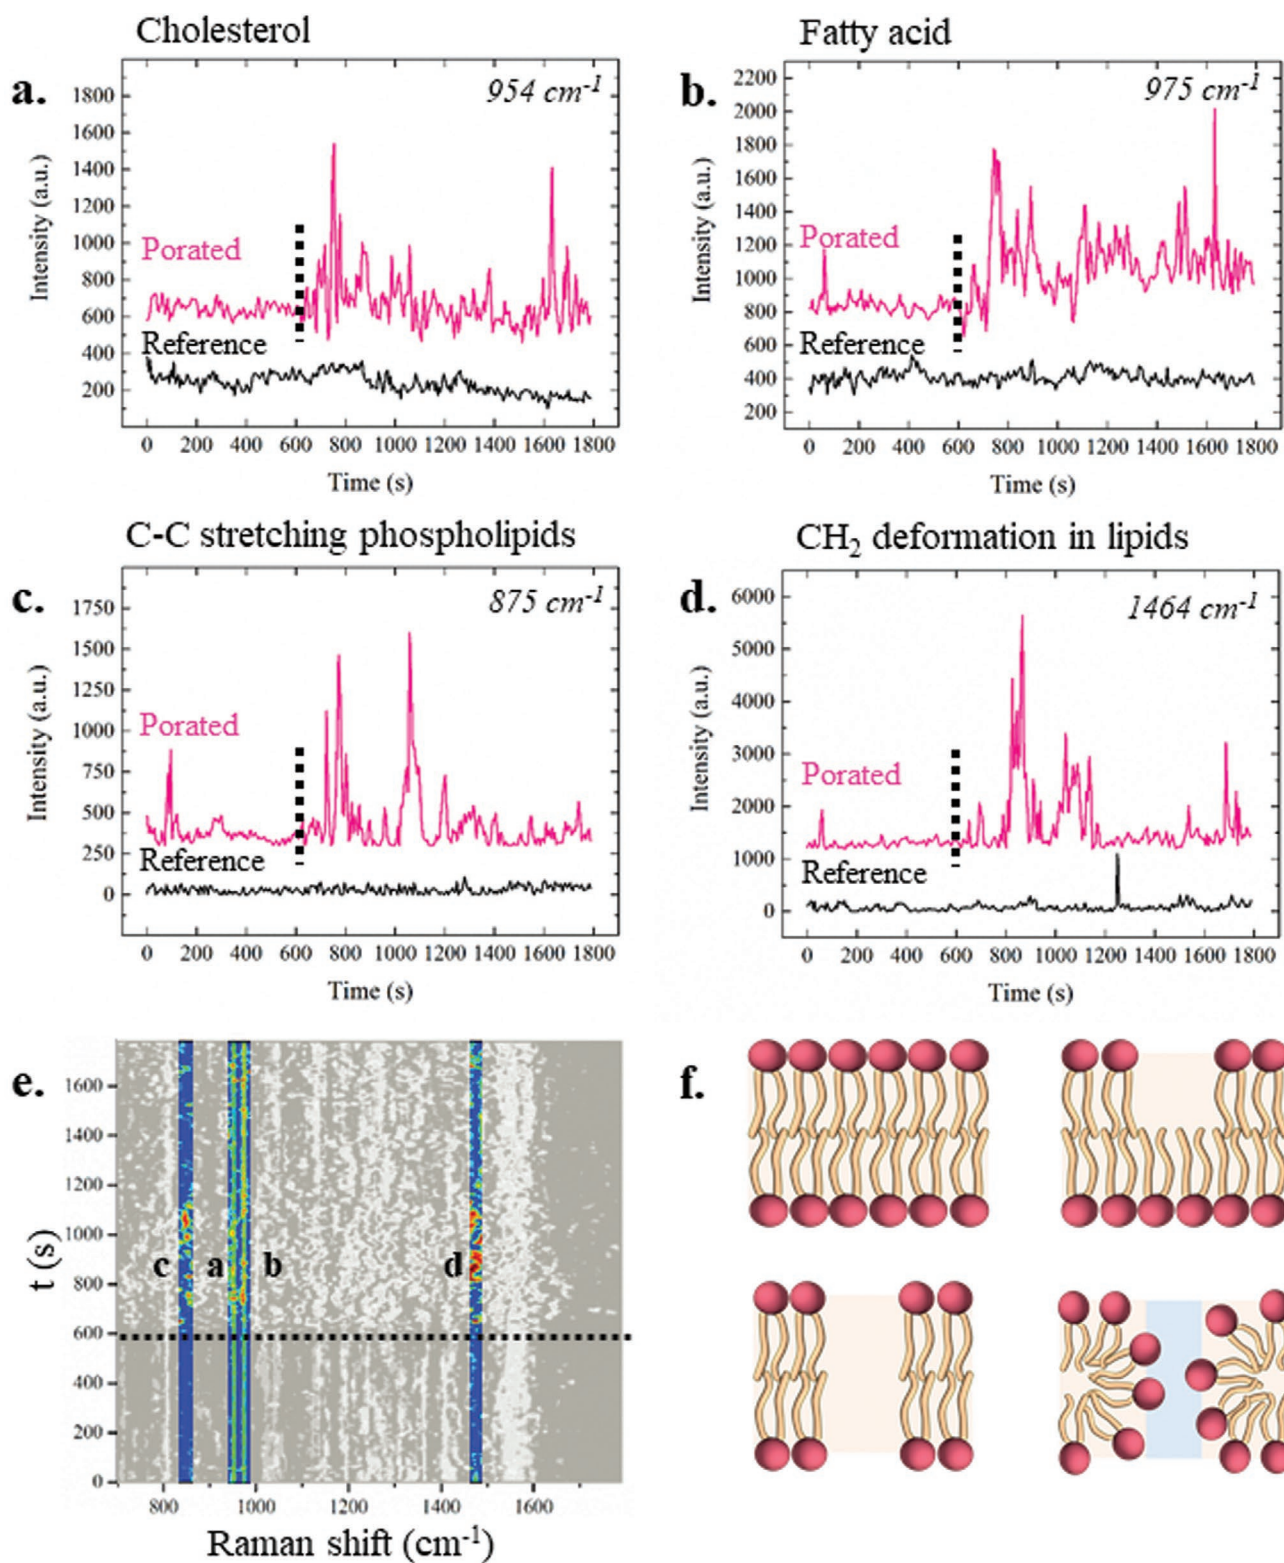 Cholesterol
Fatty acid
a.
954 cm-1
1800
1600
1400
1200
1000
800
600
400
200
Intensity (a.u.)
Porated
Reference
0 200 400 600 800 1000 1200 1400 1600 1800
Time (s)
b.
975 cm-1
2200
2000
1800
1600
1400
1200
1000
800
600
400
200
Intensity (a.u.)
Porated
Reference
0 200 400 600 800 1000 1200 1400 1600 1800
Time (s)
C-C stretching phospholipids
CH2 deformation in lipids
c.
875 cm-1
1750
1500
1250
1000
750
500
250
0
Intensity (a.u.)
Porated
Reference
0 200 400 600 800 1000 1200 1400 1600 1800
Time (s)
d.
1464 cm-1
6000
5000
4000
3000
2000
1000
0
Intensity (a.u.)
Porated
Reference
0 200 400 600 800 1000 1200 1400 1600 1800
Time (s)
e.
1600
1400
1200
1000
800
600
400
200
0
t (s)
c a b d
800 1000 1200 1400 1600
Raman shift (cm-1)
f.